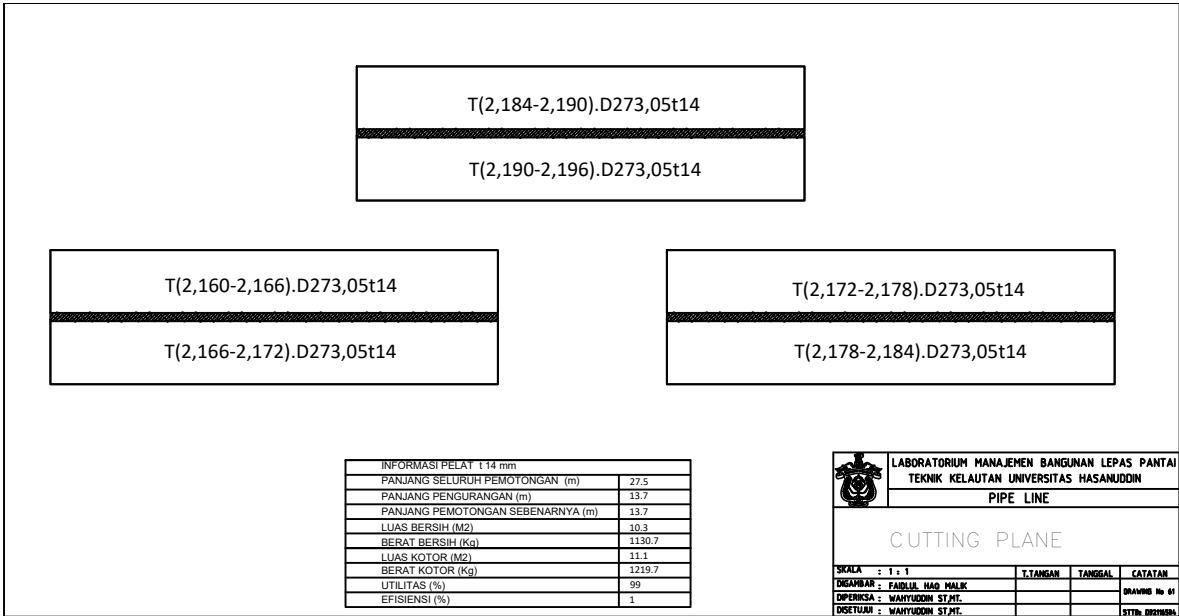 T(2,184-2,190).D273,05t14
T(2,190-2,196).D273,05t14
T(2,160-2,166).D273,05t14
T(2,166-2,172).D273,05t14
T(2,172-2,178).D273,05t14
T(2,178-2,184).D273,05t14
INFORMASI PELAT t 14 mm
PANJANG SELURUH PEMOTONGAN (m) 27.5
PANJANG PENGURANGAN (m) 13.7
PANJANG PEMOTONGAN SEBENARNYA (m) 13.7
LUAS BERSIH (M2) 10.3
BERAT BERSIH (Kg) 1130.7
LUAS KOTOR (M2) 11.1
BERAT KOTOR (Kg) 1219.7
UTILITAS (%) 99
EFISIENSI (%) 1
LABORATORIUM MANAJEMEN BANGUNAN LEPAS PANTAI
TEKNIK KELAUTAN UNIVERSITAS HASANUDDIN
PIPE LINE
CUTTING PLANE
SKALA : 1 : 1 T.TANGAN TANGGAL CATATAN
DIGAMBAR : FAIDLUL HAQ MALIK
DIPERIKSA : WAHYUDDIN ST,MT.
DISETUJUI : WAHYUDDIN ST,MT.
DRAWING No 61